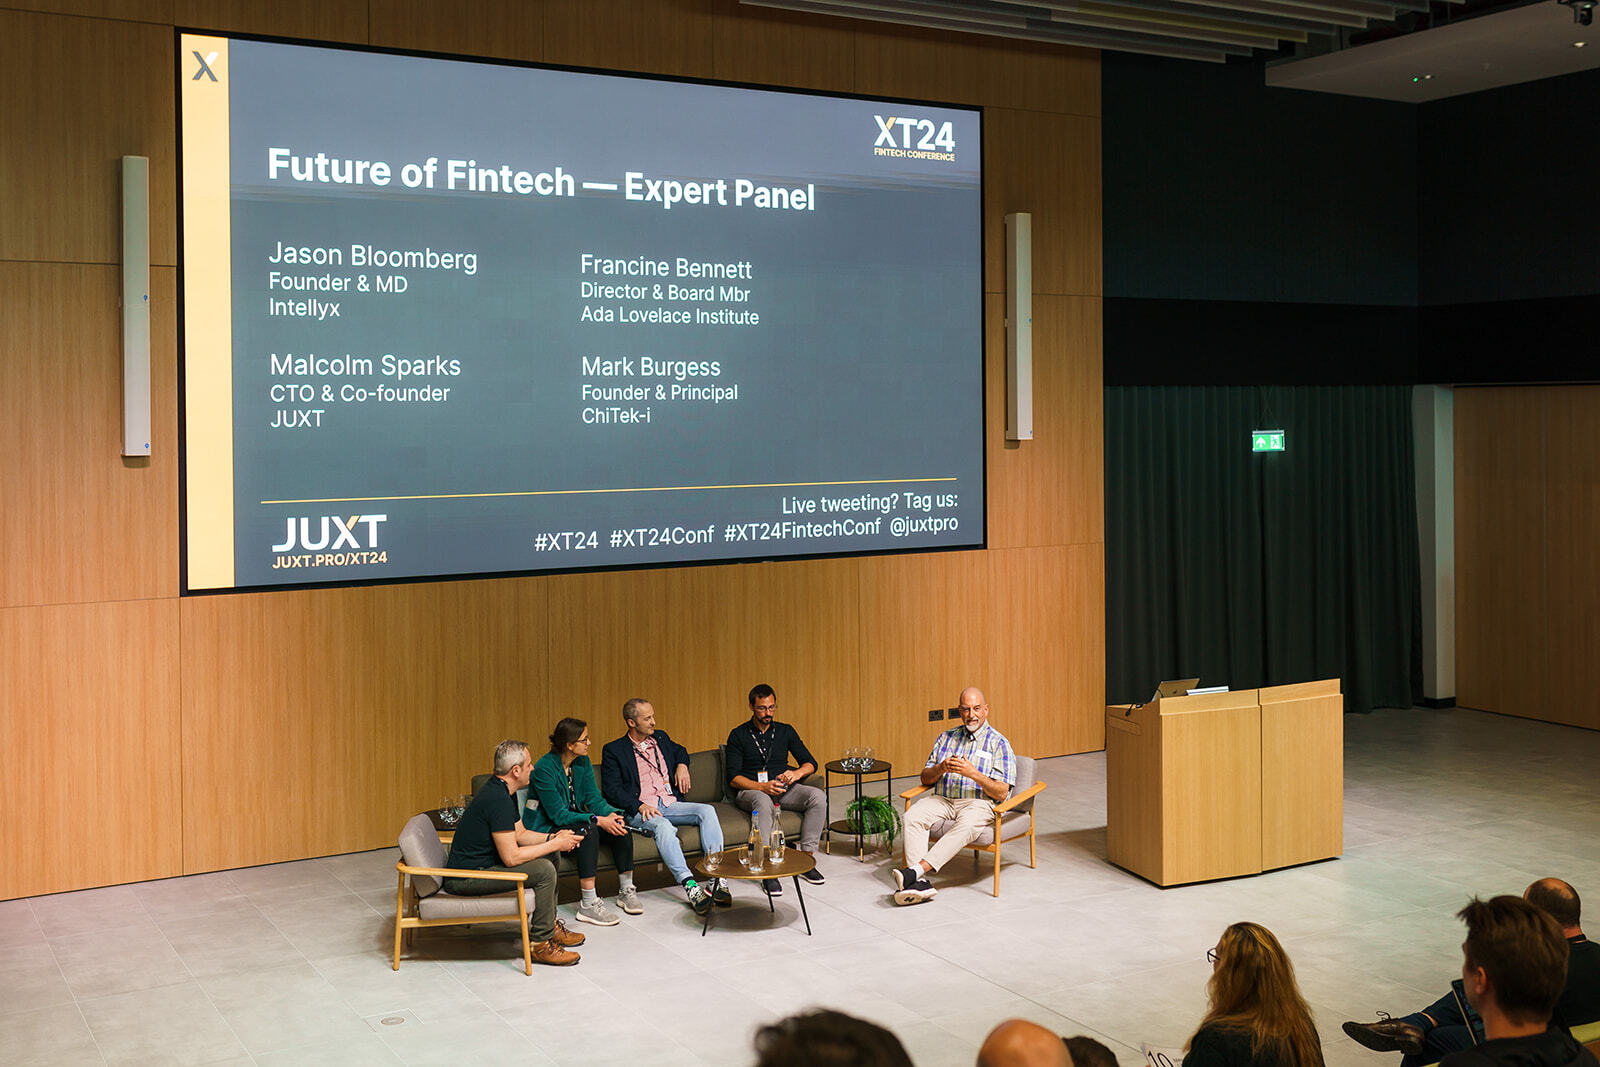 X
XT24
FINTECH CONFERENCE
Future of Fintech — Expert Panel
Jason Bloomberg
Founder & MD
Intellyx
Francine Bennett
Director & Board Mbr
Ada Lovelace Institute
Malcolm Sparks
CTO & Co-founder
JUXT
Mark Burgess
Founder & Principal
ChiTek-i
Live tweeting? Tag us:
#XT24 #XT24Conf #XT24FintechConf @juxtpro
JUXT
JUXT.PRO/XT24
10